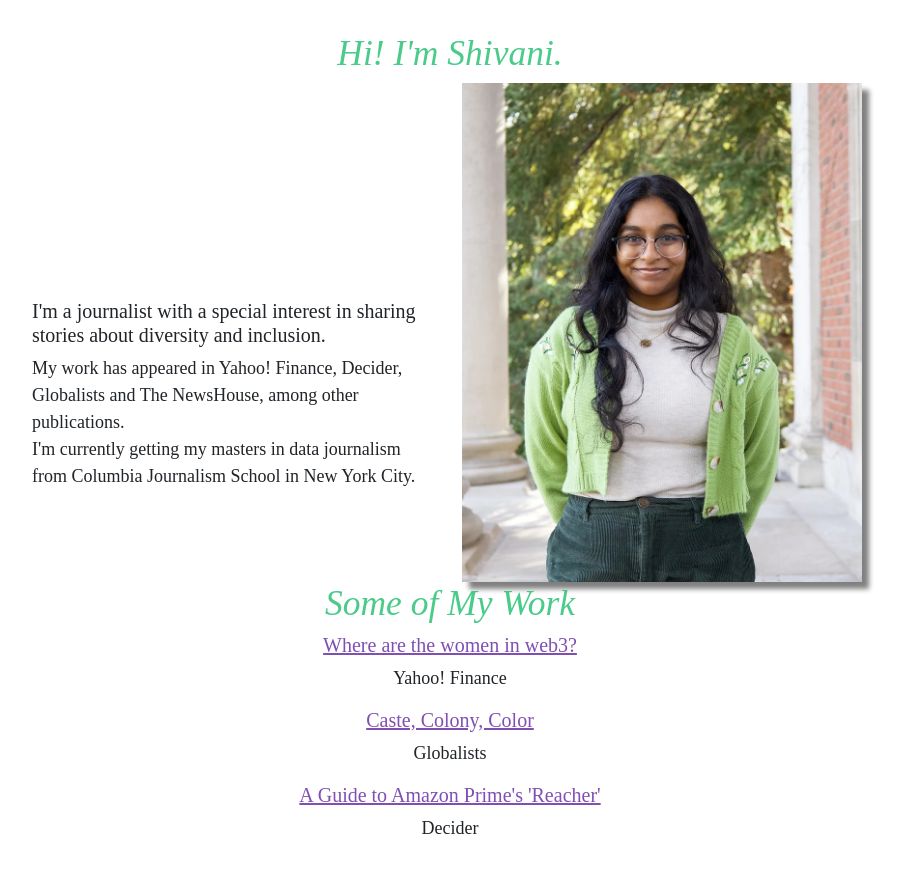 Hi! I'm Shivani.
I'm a journalist with a special interest in sharing
stories about diversity and inclusion.
My work has appeared in Yahoo! Finance, Decider,
Globalists and The NewsHouse, among other
publications.
I'm currently getting my masters in data journalism
from Columbia Journalism School in New York City.
Some of My Work
Where are the women in web3?
Yahoo! Finance
Caste, Colony, Color
Globalists
A Guide to Amazon Prime's 'Reacher'
Decider